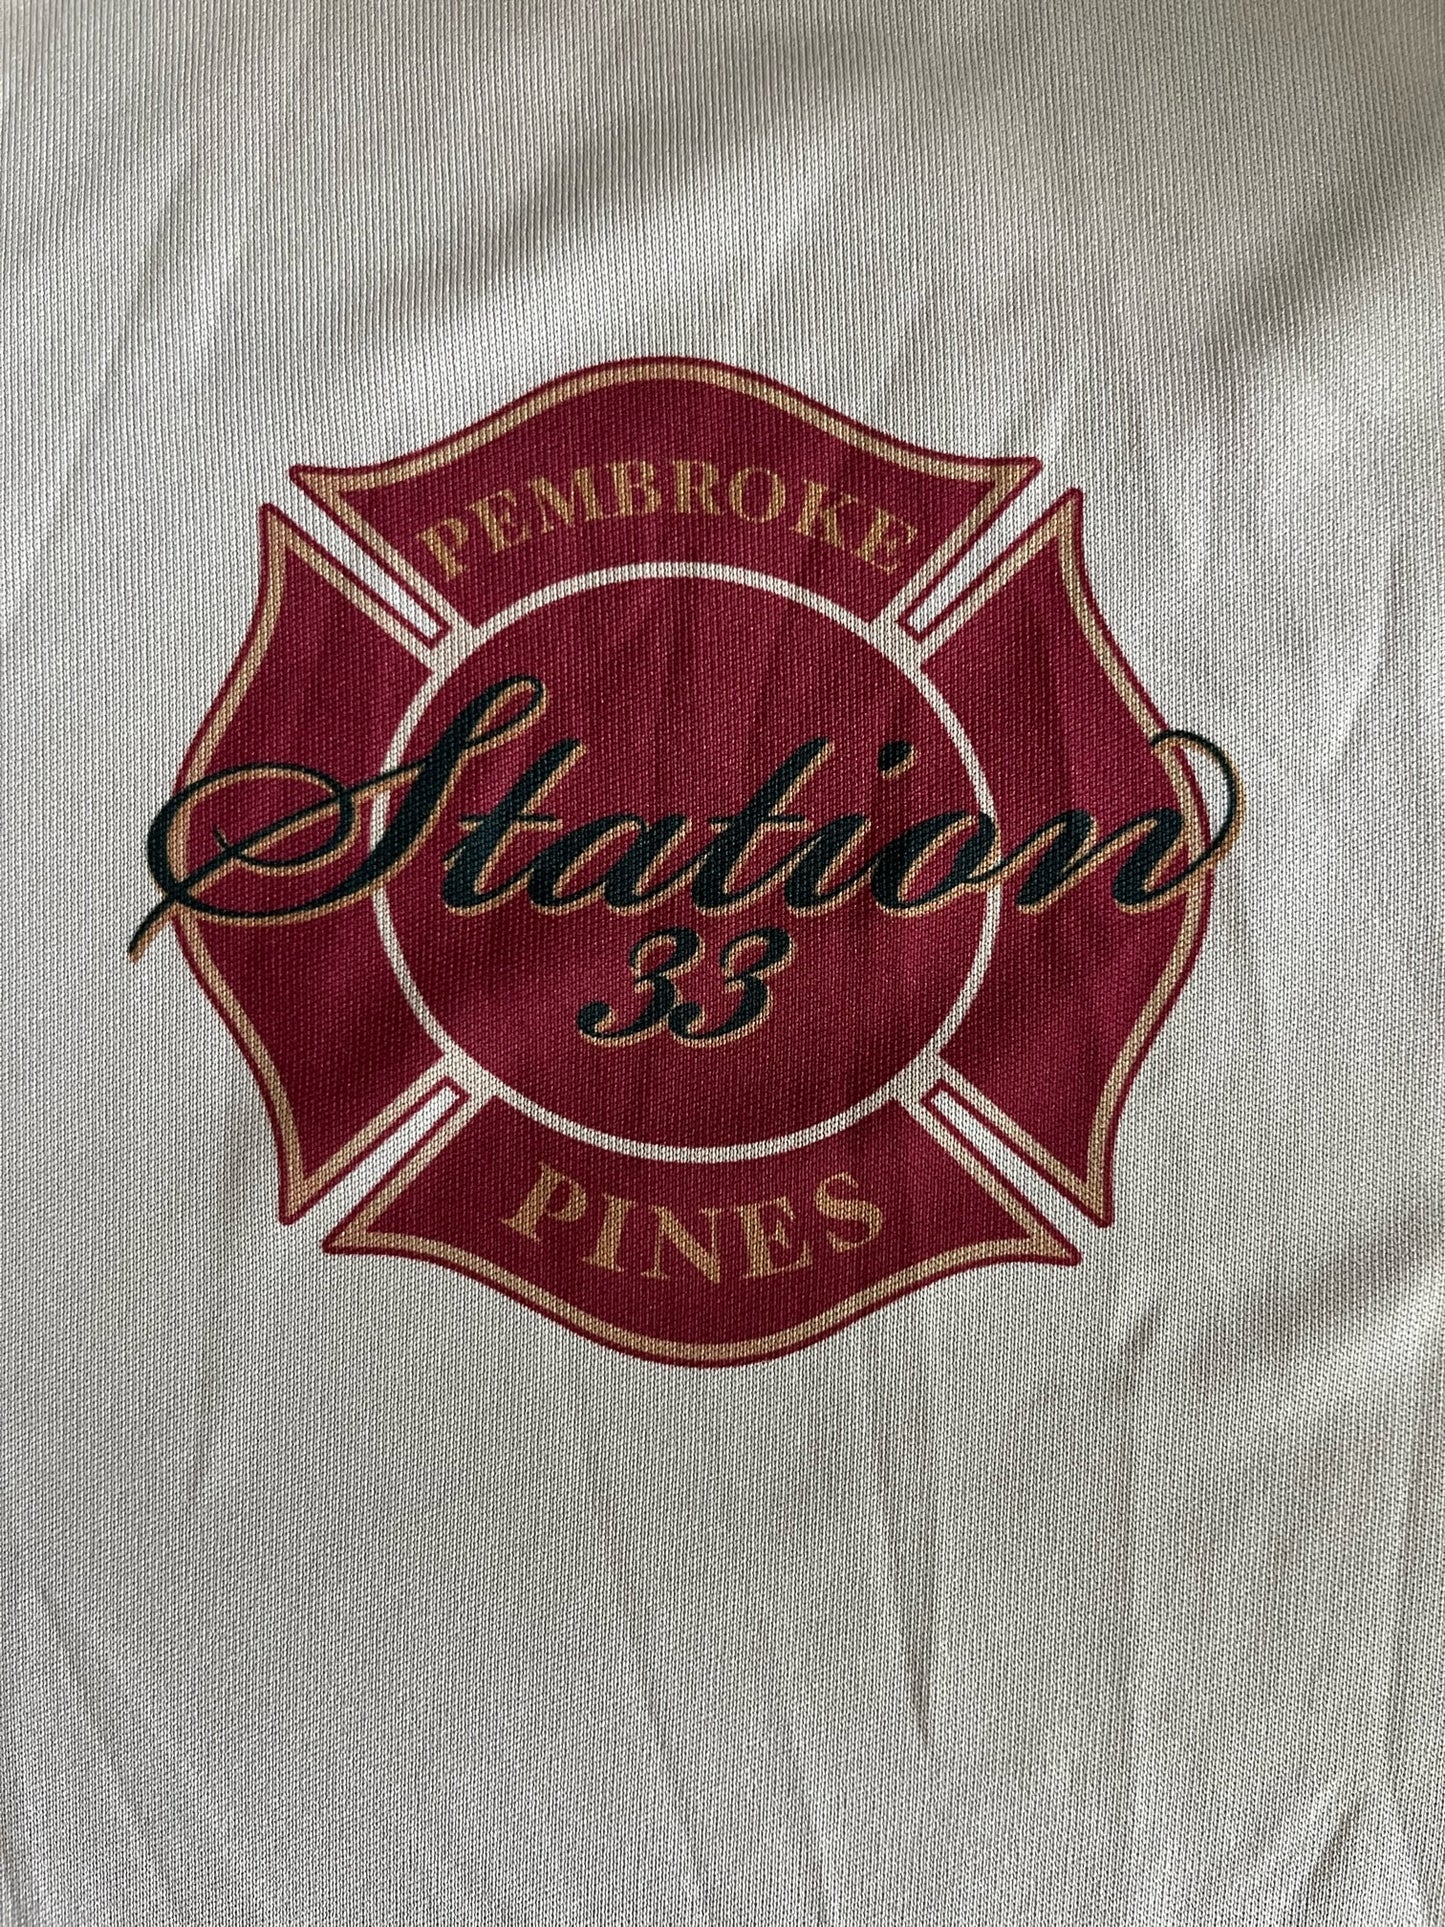 PEMBROKE
Station
33
PINES